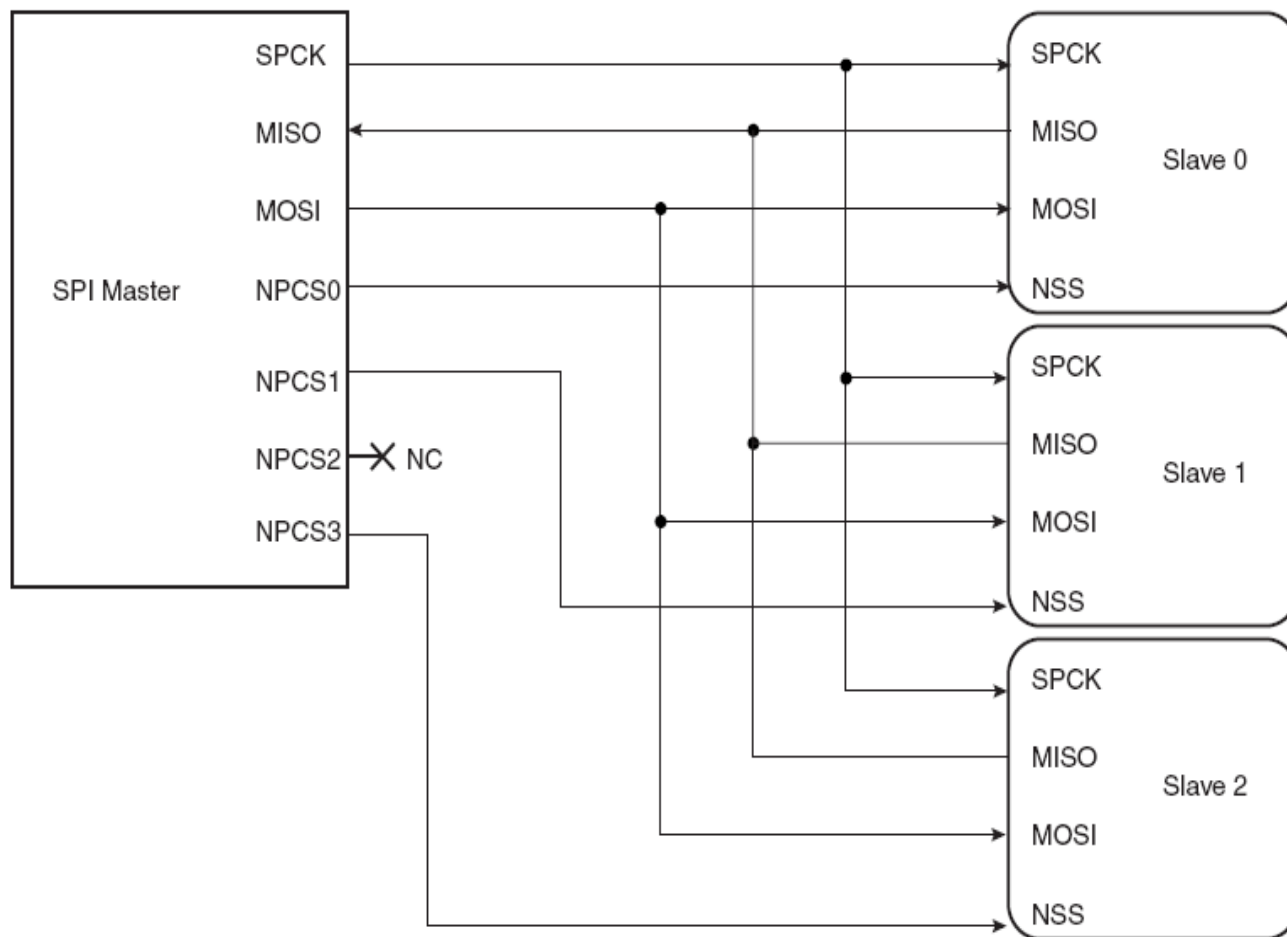 SPI Master
SPCK
MISO
MOSI
NPCS0
NPCS1
NPCS2
NC
NPCS3
SPCK
MISO
Slave 0
MOSI
NSS
SPCK
MISO
Slave 1
MOSI
NSS
SPCK
MISO
Slave 2
MOSI
NSS